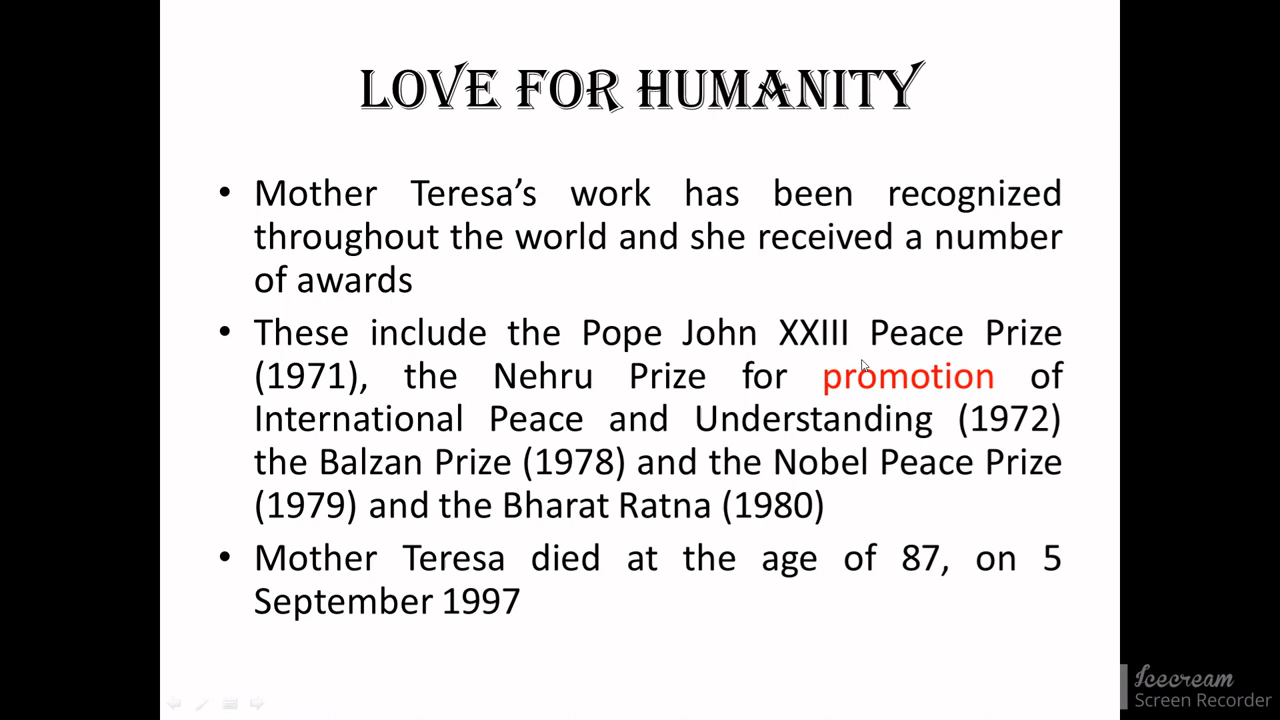 LOVE FOR HUMANITY
• Mother Teresa’s work has been recognized
throughout the world and she received a number
of awards
• These include the Pope John XXIII Peace Prize
(1971), the Nehru Prize for promotion of
International Peace and Understanding (1972)
the Balzan Prize (1978) and the Nobel Peace Prize
(1979) and the Bharat Ratna (1980)
• Mother Teresa died at the age of 87, on 5
September 1997
Icecream
Screen Recorder